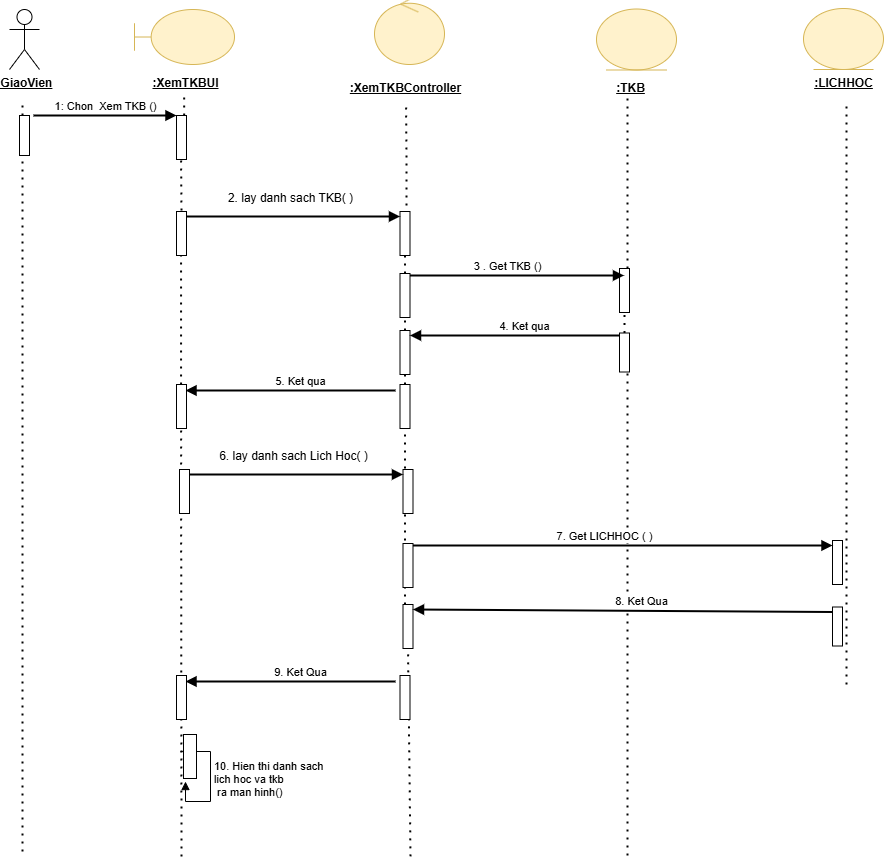 GiaoVien
:XemTKBUI
:XemTKBController
:TKB
:LICHHOC
1: Chon Xem TKB ()
2. lay danh sach TKB( )
3 . Get TKB ()
4. Ket qua
5. Ket qua
6. lay danh sach Lich Hoc( )
7. Get LICHHOC ( )
8. Ket Qua
9. Ket Qua
10. Hien thi danh sach
lich hoc va tkb
ra man hinh()